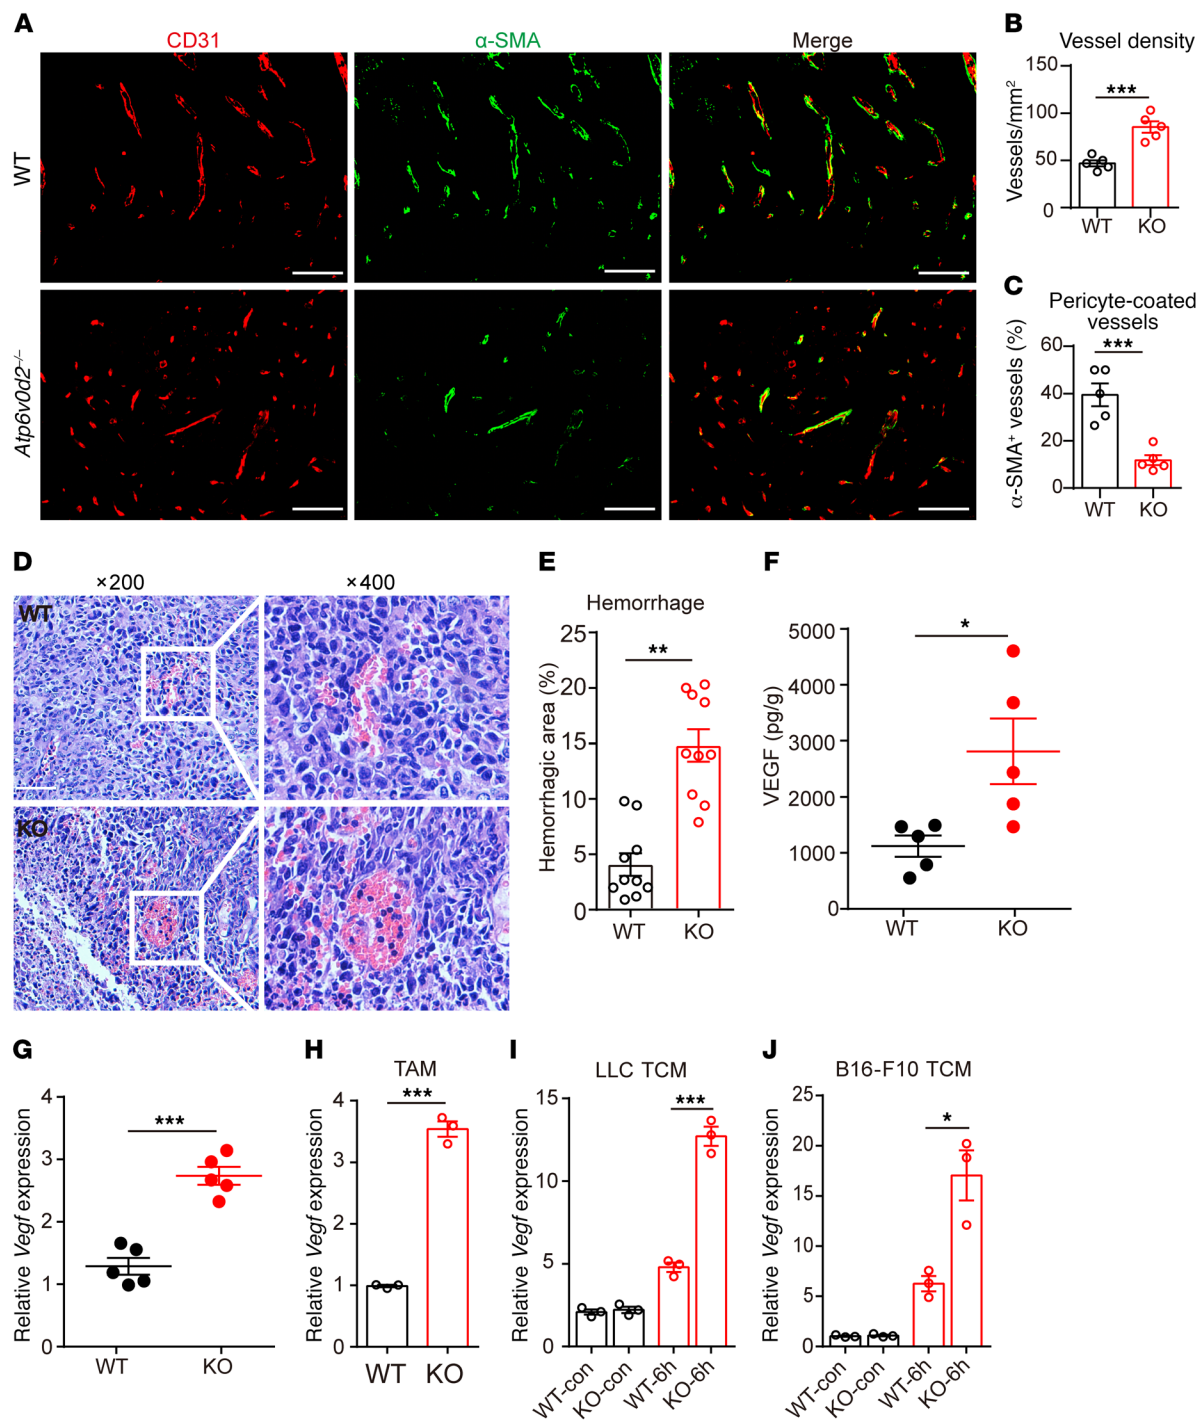 A
CD31
α-SMA
Merge
WT
Atp6v0d2⁻/⁻
B
Vessel density
Vessels/mm²
150
100
50
0
***
WT
KO
C
Pericyte-coated
vessels
α-SMA⁺ vessels (%)
60
40
20
0
***
WT
KO
D
×200
×400
WT
KO
E
Hemorrhage
Hemorrhagic area (%)
25
20
15
10
5
0
**
WT
KO
F
VEGF (pg/g)
5000
4000
3000
2000
1000
0
*
WT
KO
G
Relative Vegf expression
4
3
2
1
0
***
WT
KO
H
TAM
Relative Vegf expression
4
3
2
1
0
***
WT
KO
I
LLC TCM
Relative Vegf expression
15
10
5
0
***
WT-con
KO-con
WT-6h
KO-6h
J
B16-F10 TCM
Relative Vegf expression
25
20
15
10
5
0
*
WT-con
KO-con
WT-6h
KO-6h